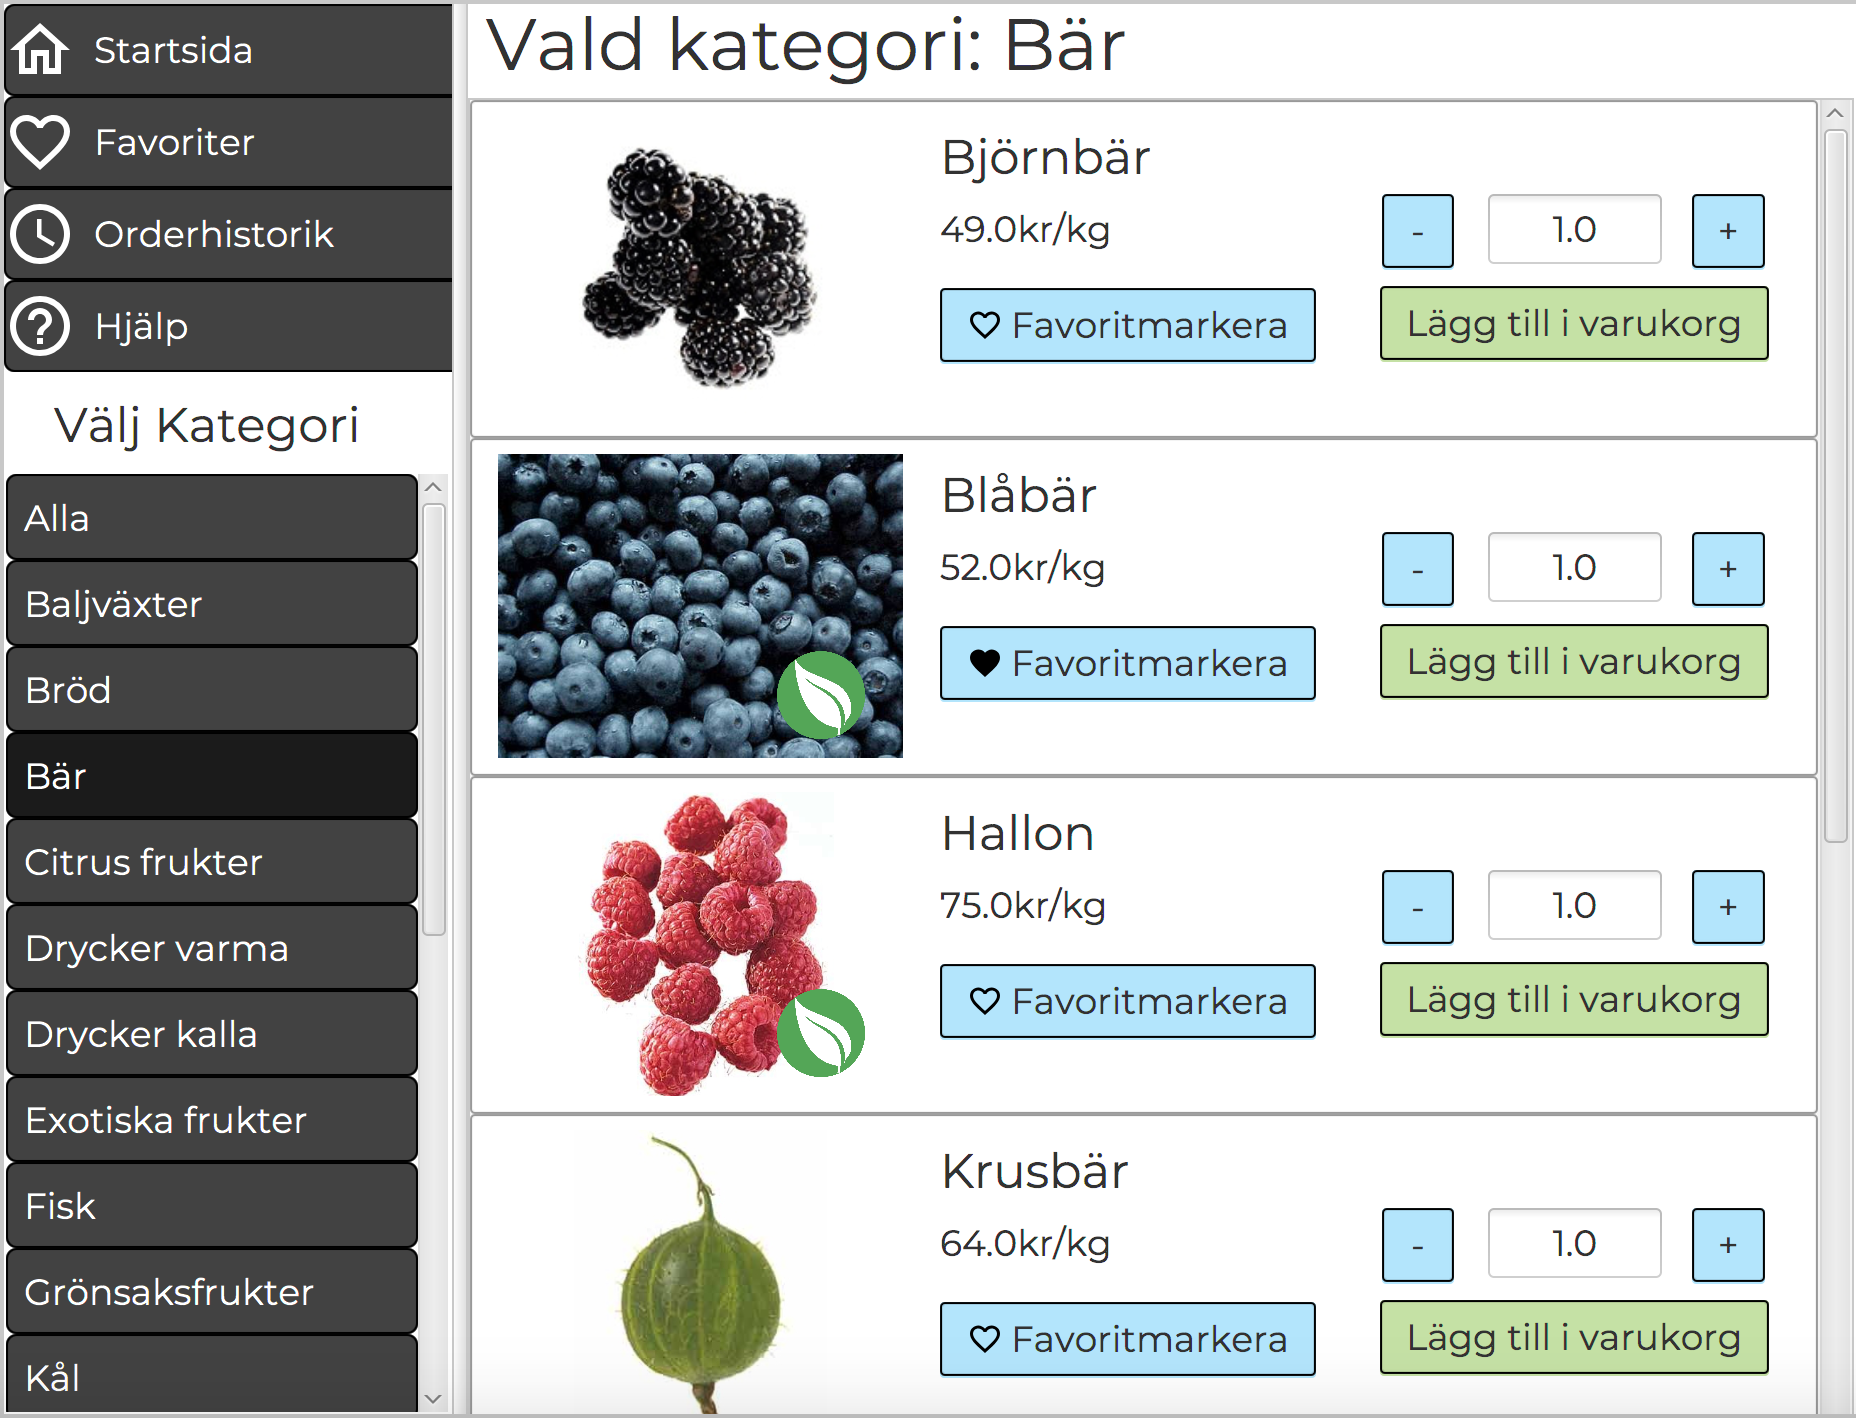 Startsida
Favoriter
Orderhistorik
Hjälp
Välj Kategori
Alla
Baljväxter
Bröd
Bär
Citrus frukter
Drycker varma
Drycker kalla
Exotiska frukter
Fisk
Grönsaksfrukter
Kål
Vald kategori: Bär
Björnbär
49.0kr/kg
- 1.0 +
Favoritmarkera
Lägg till i varukorg
Blåbär
52.0kr/kg
- 1.0 +
Favoritmarkera
Lägg till i varukorg
Hallon
75.0kr/kg
- 1.0 +
Favoritmarkera
Lägg till i varukorg
Krusbär
64.0kr/kg
- 1.0 +
Favoritmarkera
Lägg till i varukorg